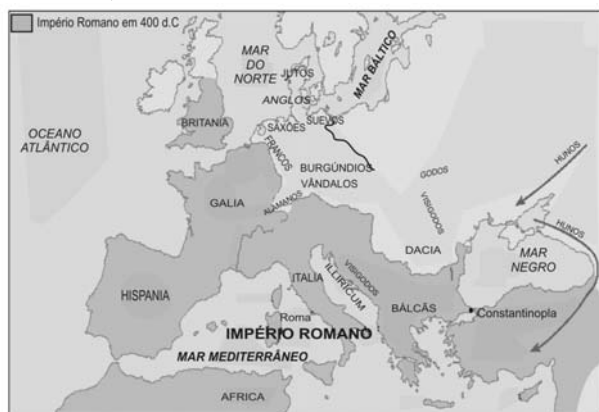 Império Romano em 400 d.C
MAR
DO
NORTE
JUTOS
MAR BÁLTICO
ANGLOS
OCEANO
ATLÂNTICO
BRITANIA
SAXÕES
SUEVOS
FRANCOS
BURGÚNDIOS
VÂNDALOS
GODOS
VISIGODOS
HUNOS
HUNOS
GALIA
ALAMANOS
DACIA
MAR
NEGRO
HISPANIA
ITALIA
ILLIRICUM
VISIGODOS
BÁLCÃS
Roma
Constantinopla
IMPÉRIO ROMANO
MAR MEDITERRÂNEO
AFRICA